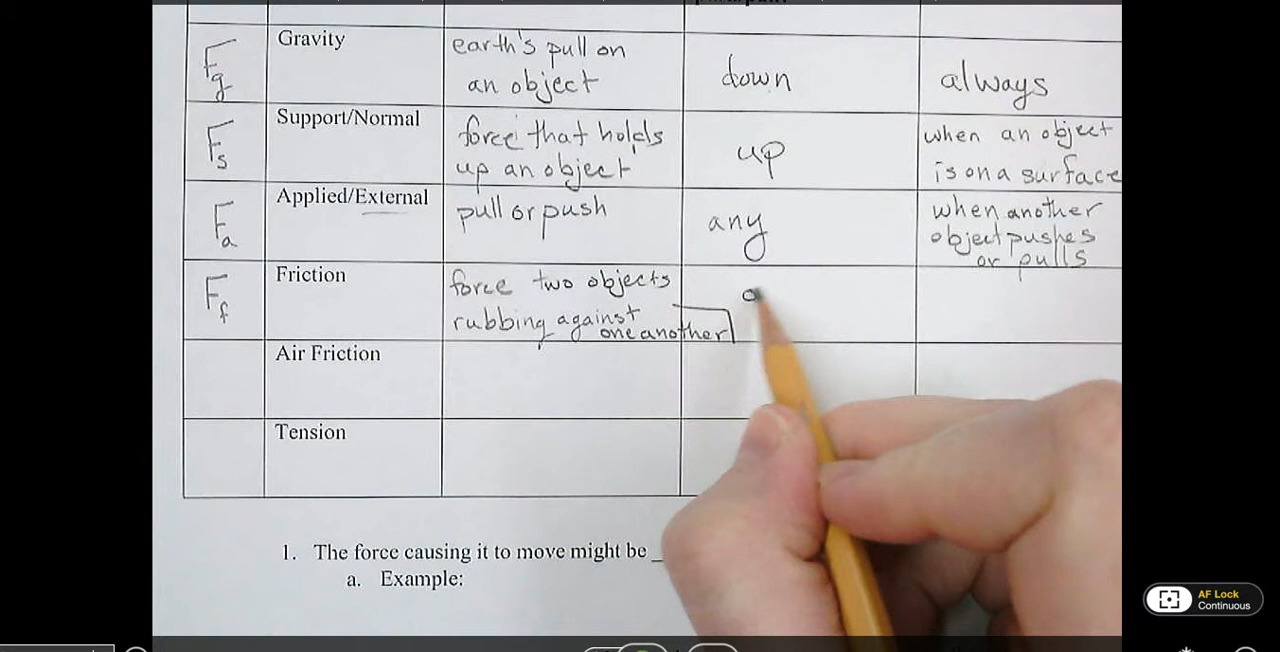 Gravity
Fg
earth's pull on
an object
down
always
Support/Normal
Fs
force that holds
up an object
up
when an object
is on a surface
Applied/External
Fa
pull or push
any
when another
object pushes
or pulls
Friction
Ff
force two objects
rubbing against
one another
Air Friction
Tension
1. The force causing it to move might be _
a. Example:
AF Lock
Continuous